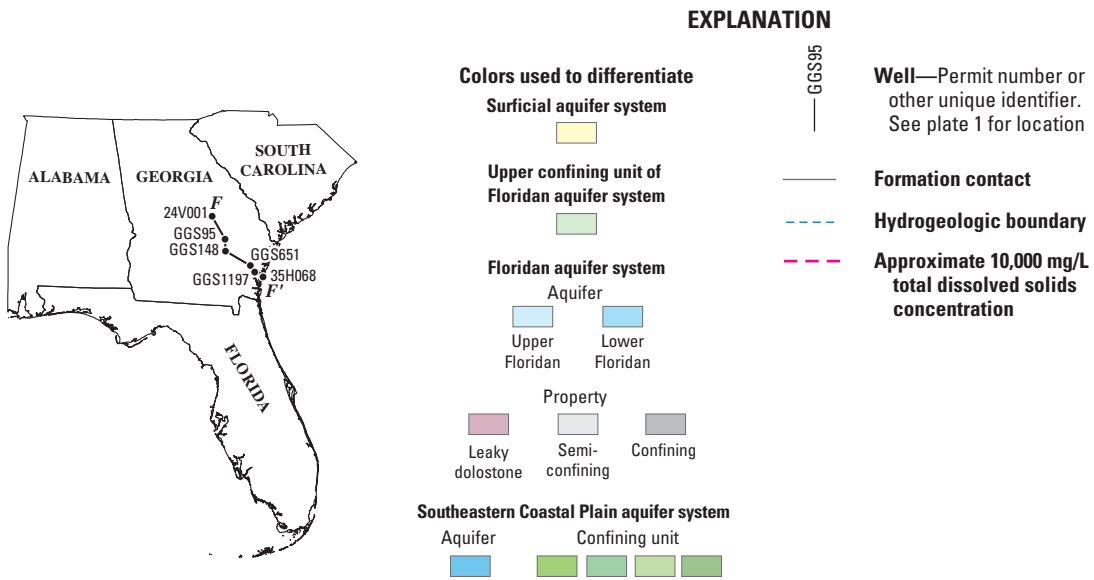 EXPLANATION
SOUTH
CAROLINA
ALABAMA
GEORGIA
F
24V001
GGS95
GGS148
GGS651
GGS1197
35H068
F'
FLORIDA
Colors used to differentiate
Surficial aquifer system
Upper confining unit of
Floridan aquifer system
Floridan aquifer system
Aquifer
Upper
Floridan
Lower
Floridan
Property
Leaky
dolostone
Semi-
confining
Confining
Southeastern Coastal Plain aquifer system
Aquifer
Confining unit
GGS95
Well—Permit number or
other unique identifier.
See plate 1 for location
Formation contact
Hydrogeologic boundary
Approximate 10,000 mg/L
total dissolved solids
concentration